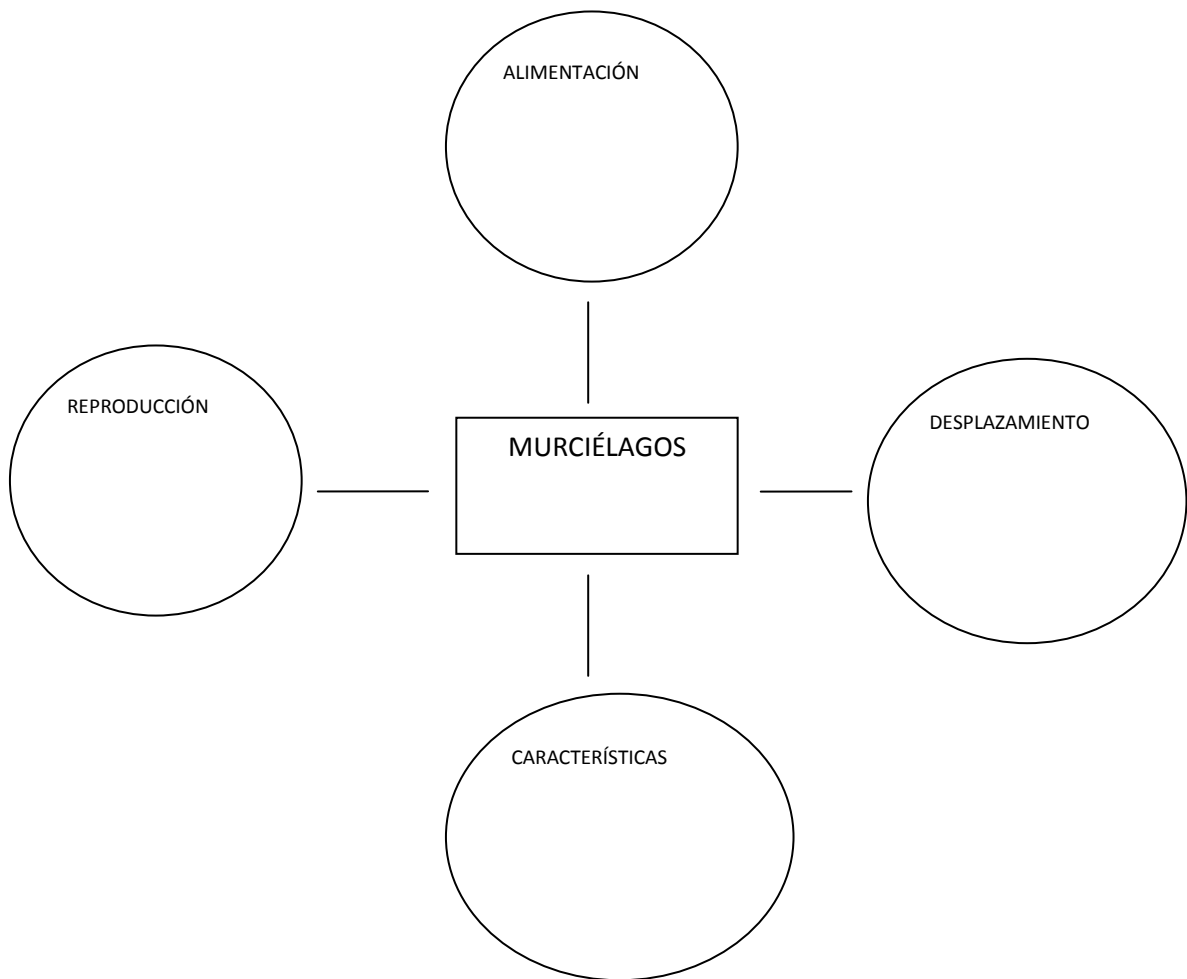 ALIMENTACIÓN
REPRODUCCIÓN
DESPLAZAMIENTO
MURCIÉLAGOS
CARACTERÍSTICAS